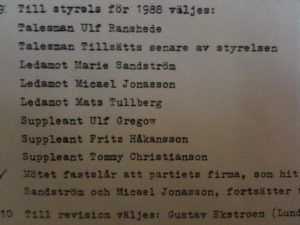 9. Till styrels för 1988 väljes:
Talesman Ulf Ranshede
Talesman Tillsätts senare av styrelsen
Ledamot Marie Sandström
Ledamot Micael Jonasson
Ledamot Mats Tullberg
Suppleant Ulf Gregow
Suppleant Fritz Håkansson
Suppleant Tommy Christianson
Mötet fastslår att partiets firma, som hit
Sandström och Micael Jonasson, fortsätter
10 Till revision väljes: Gustav Ekstroem (Lund